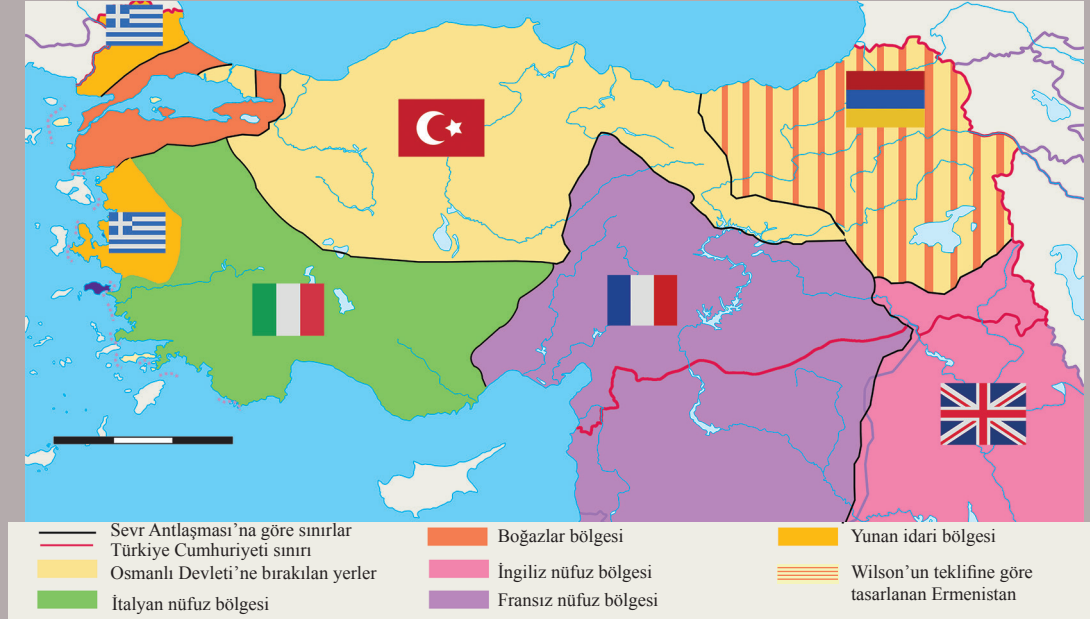 Sevr Antlaşması’na göre sınırlar
Türkiye Cumhuriyeti sınırı
Osmanlı Devleti’ne bırakılan yerler
İtalyan nüfuz bölgesi
Boğazlar bölgesi
İngiliz nüfuz bölgesi
Fransız nüfuz bölgesi
Yunan idari bölgesi
Wilson’un teklifine göre
tasarlanan Ermenistan